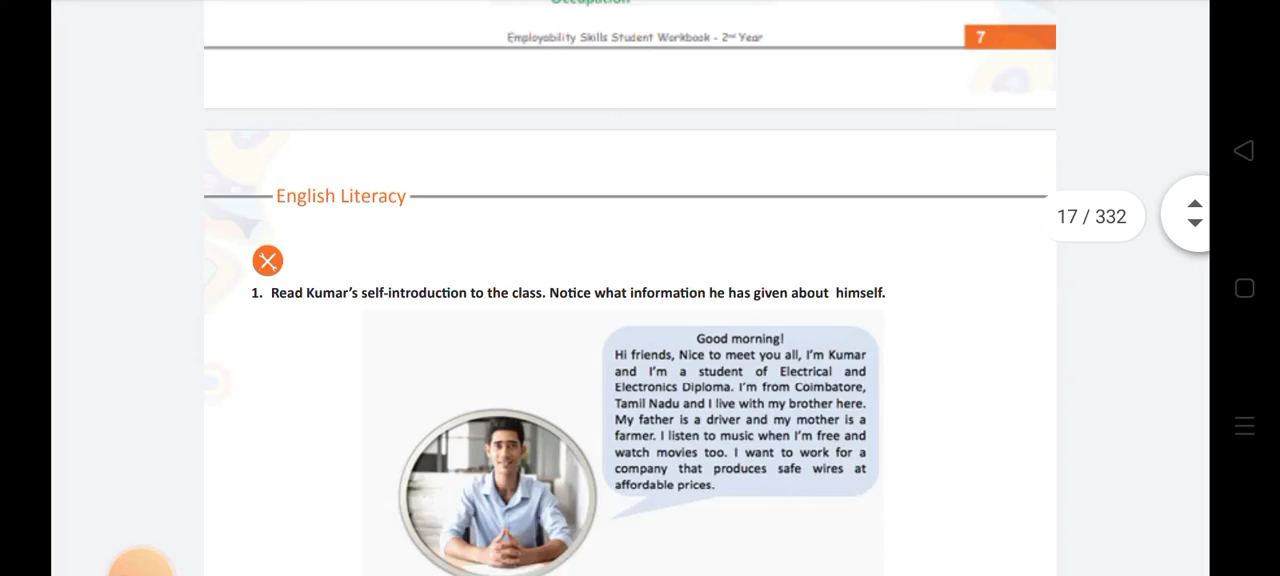 Occupation
Employability Skills Student Workbook - 2nd Year
7
English Literacy
17 / 332
1. Read Kumar's self-introduction to the class. Notice what information he has given about himself.
Good morning!
Hi friends, Nice to meet you all, I'm Kumar
and I'm a student of Electrical and
Electronics Diploma. I'm from Coimbatore,
Tamil Nadu and I live with my brother here.
My father is a driver and my mother is a
farmer. I listen to music when I'm free and
watch movies too. I want to work for a
company that produces safe wires at
affordable prices.